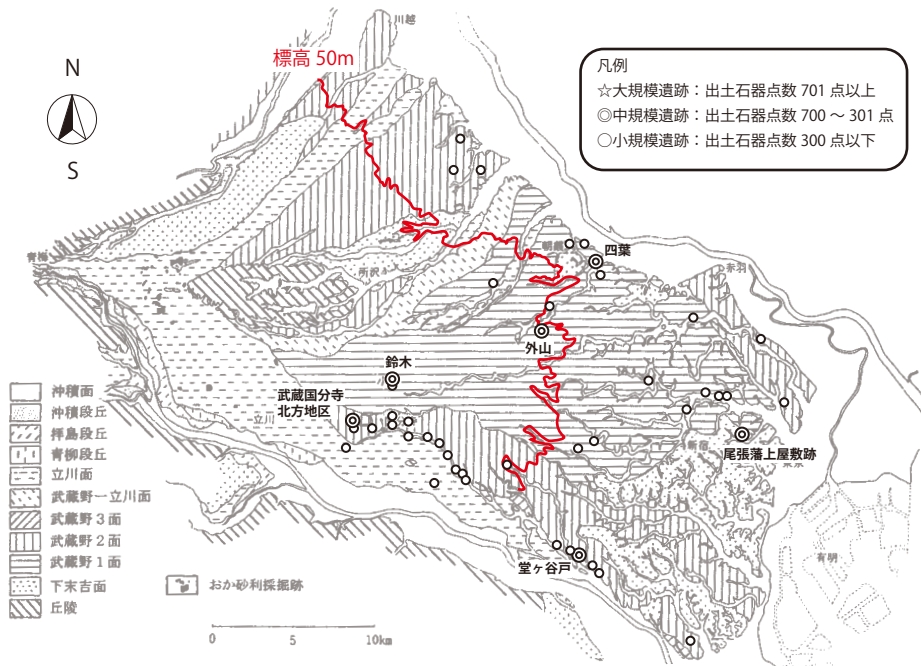 川越
標高 50m
N
S
凡例
☆大規模遺跡：出土石器点数 701 点以上
◎中規模遺跡：出土石器点数 700 ～ 301 点
○小規模遺跡：出土石器点数 300 点以下
青梅
所沢
朝霞
四葉
赤羽
外山
鈴木
武蔵国分寺
北方地区
立川
新宿
尾張藩上屋敷跡
東京
有明
堂ヶ谷戸
沖積面
沖積段丘
拝島段丘
青柳段丘
立川面
武蔵野ー立川面
武蔵野３面
武蔵野２面
武蔵野１面
下末吉面
丘陵
おか砂利採掘跡
0 5 10km